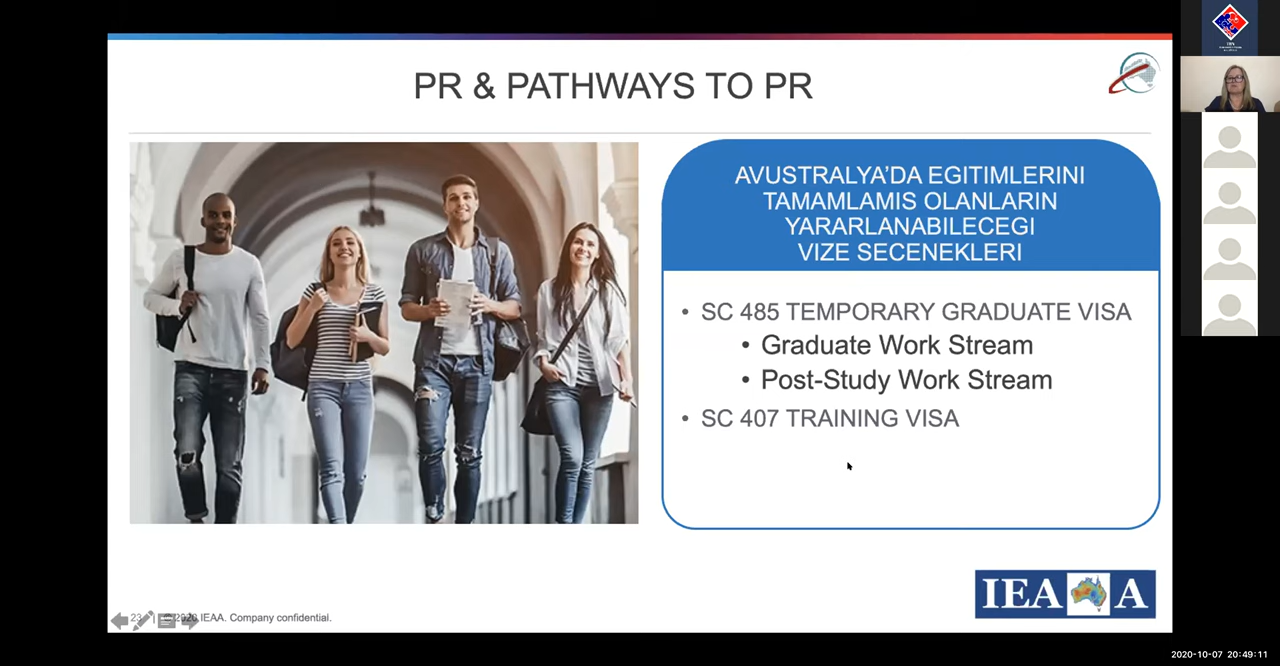 PR & PATHWAYS TO PR
AVUSTRALYA’DA EGITIMLERINI
TAMAMLAMIS OLANLARIN
YARARLANABILECEGI
VIZE SECENEKLERI
• SC 485 TEMPORARY GRADUATE VISA
• Graduate Work Stream
• Post-Study Work Stream
• SC 407 TRAINING VISA
IEAA
23 | © 2020 IEAA. Company confidential.
2020-10-07 20:49:11